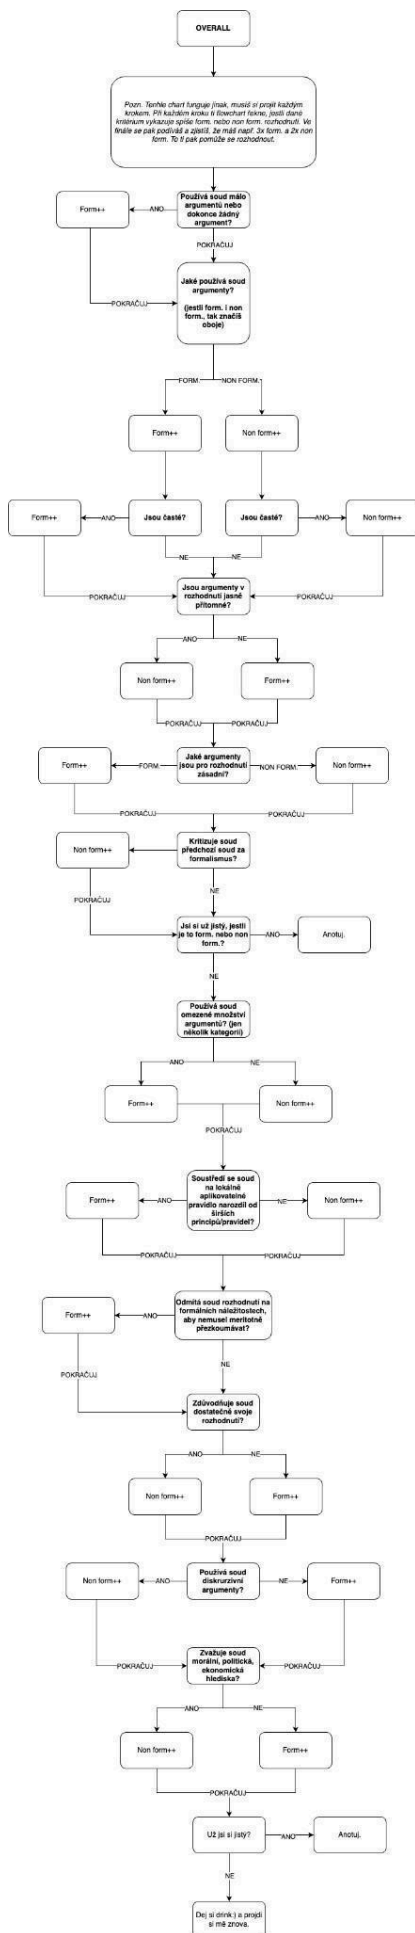 OVERALL
Pozn. Tenhle chart funguje jinak, musíš si projít každým
krokem. Při každém kroku ti flowchart řekne, jestli dané
kritérium vykazuje spíše form. nebo non form. rozhodnutí. Ve
finále se pak podíváš a zjistíš, že máš např. 3x form. a 2x non
form. To ti pak pomůže se rozhodnout.
Form++
ANO
Používá soud málo
argumentů nebo
dokonce žádný
argument?
POKRAČUJ
POKRAČUJ
Jaké používá soud
argumenty?
(jestli form. i non
form., tak značíš
oboje)
FORM.
NON FORM.
Form++
Non form++
Form++
ANO
Jsou časté?
Jsou časté?
ANO
Non form++
NE
NE
POKRAČUJ
POKRAČUJ
Jsou argumenty v
rozhodnutí jasně
přítomné?
ANO
NE
Non form++
Form++
POKRAČUJ
POKRAČUJ
Form++
FORM.
Jaké argumenty
jsou pro rozhodnutí
zásadní?
NON FORM.
Non form++
POKRAČUJ
POKRAČUJ
Non form++
Kritizuje soud
předchozí soud za
formalismus?
NE
POKRAČUJ
Jsi si už jistý, jestli
je to form. nebo non
form.?
ANO
Anotuj.
NE
Používá soud
omezené množství
argumentů? (jen
několik kategorií)
ANO
NE
Form++
Non form++
POKRAČUJ
Form++
ANO
Soustředí se soud
na lokálně
aplikovatelné
pravidlo narozdíl od
širších
principů/pravidel?
NE
Non form++
POKRAČUJ
POKRAČUJ
Form++
ANO
Odmítá soud rozhodnutí na
formálních náležitostech,
aby nemusel meritorně
přezkoumávat?
NE
POKRAČUJ
Zdůvodňuje soud
dostatečně svoje
rozhodnutí?
ANO
NE
Non form++
Form++
POKRAČUJ
Non form++
ANO
Používá soud
diskurzivní
argumenty?
NE
Form++
POKRAČUJ
POKRAČUJ
Zvažuje soud
morální, politická,
ekonomická
hlediska?
ANO
NE
Non form++
Form++
POKRAČUJ
Už jsi si jistý?
ANO
Anotuj.
NE
Dej si drink:) a projdi
si mě znova.